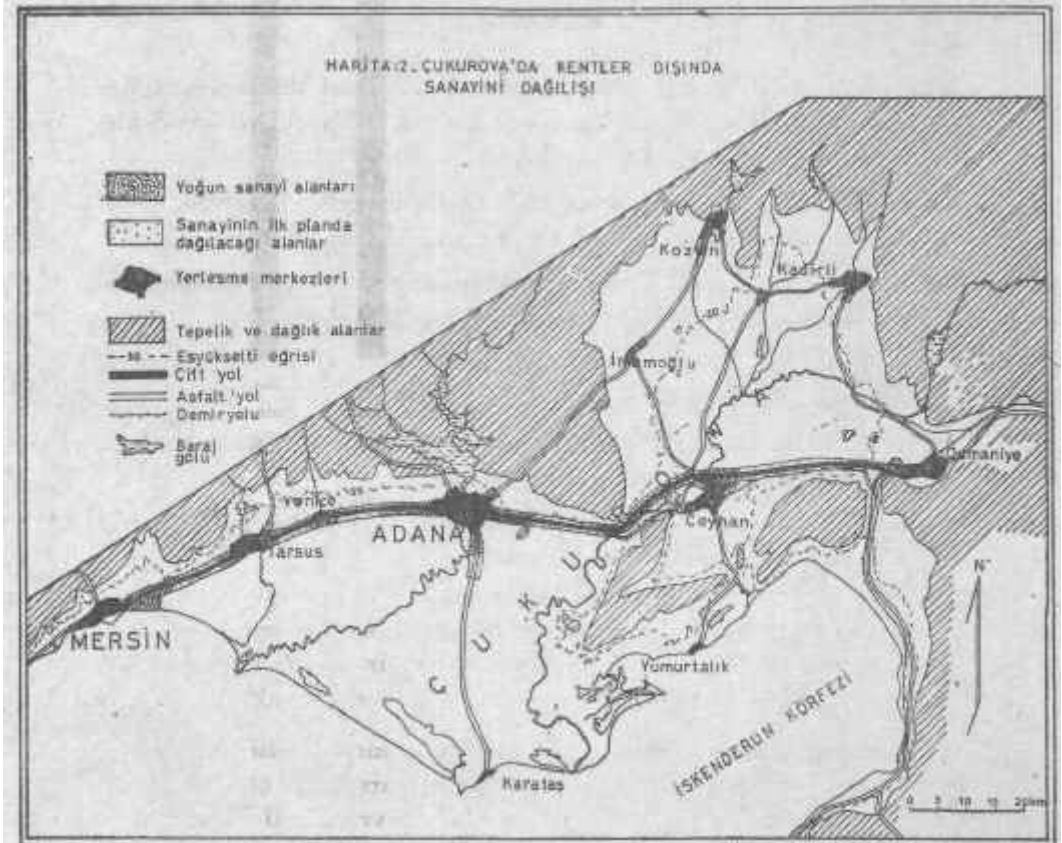 HARİTA:2. ÇUKUROVA'DA KENTLER DIŞINDA
SANAYİNİ DAĞILIŞI
Yoğun sanayi alanları
Sanayinin ilk planda
dağılacağı alanlar
Yerleşme merkezleri
Tepelik ve dağlık alanlar
Eşyükselti eğrisi
Çift yol
Asfalt yol
Demiryolu
Baraj
gölü
Kozan
Kadirli
İmamoğlu
Osmaniye
Ceyhan
Yenice
ADANA
Tarsus
MERSİN
Ç U K U R O V A
Yumurtalık
Karataş
İSKENDERUN KÖRFEZİ
N
0 5 10 15 20km